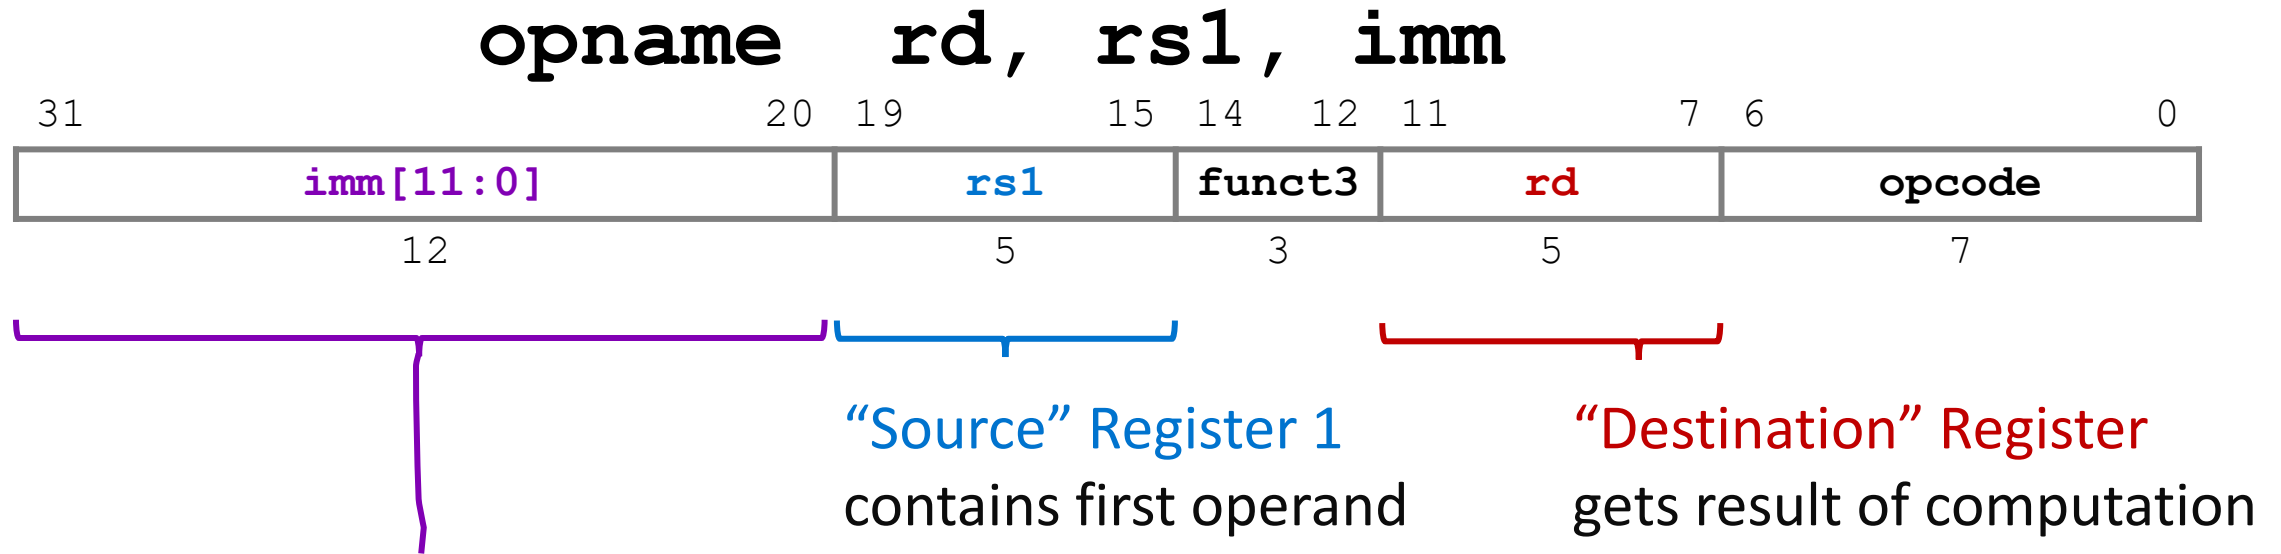 opname rd, rs1, imm
31 20 19 15 14 12 11 7 6 0
imm[11:0] rs1 funct3 rd opcode
12 5 3 5 7
“Source” Register 1
contains first operand
“Destination” Register
gets result of computation